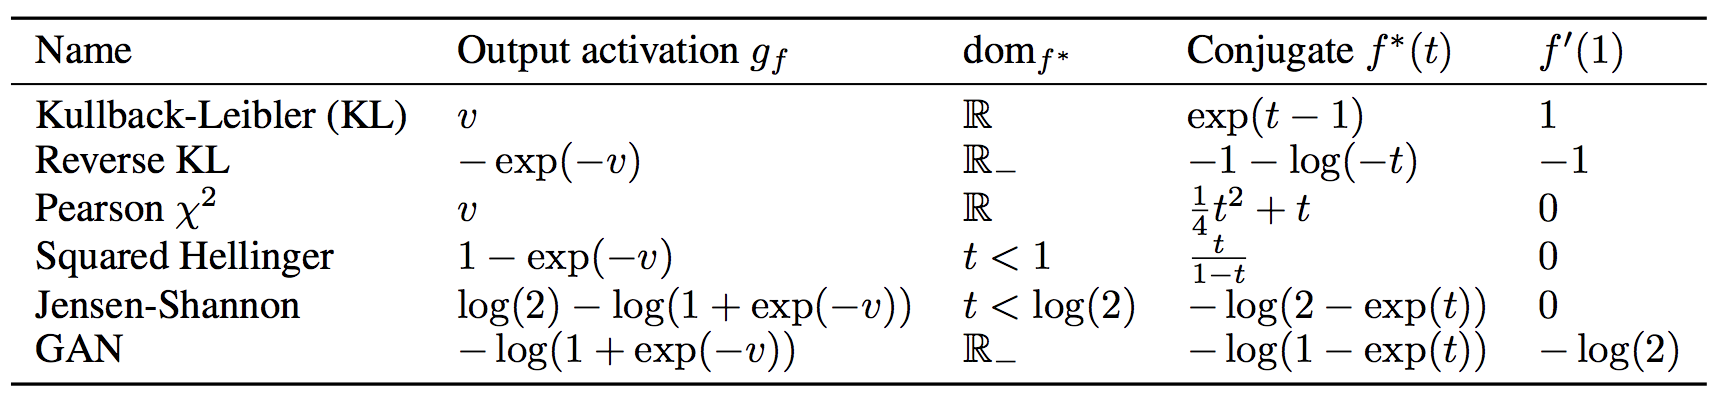 Name Output activation g_f dom_{f*} Conjugate f*(t) f′(1)
Kullback-Leibler (KL) v ℝ exp(t − 1) 1
Reverse KL − exp(−v) ℝ₋ −1 − log(−t) −1
Pearson χ² v ℝ ¼t² + t 0
Squared Hellinger 1 − exp(−v) t < 1 t/(1−t) 0
Jensen-Shannon log(2) − log(1 + exp(−v)) t < log(2) − log(2 − exp(t)) 0
GAN − log(1 + exp(−v)) ℝ₋ − log(1 − exp(t)) − log(2)